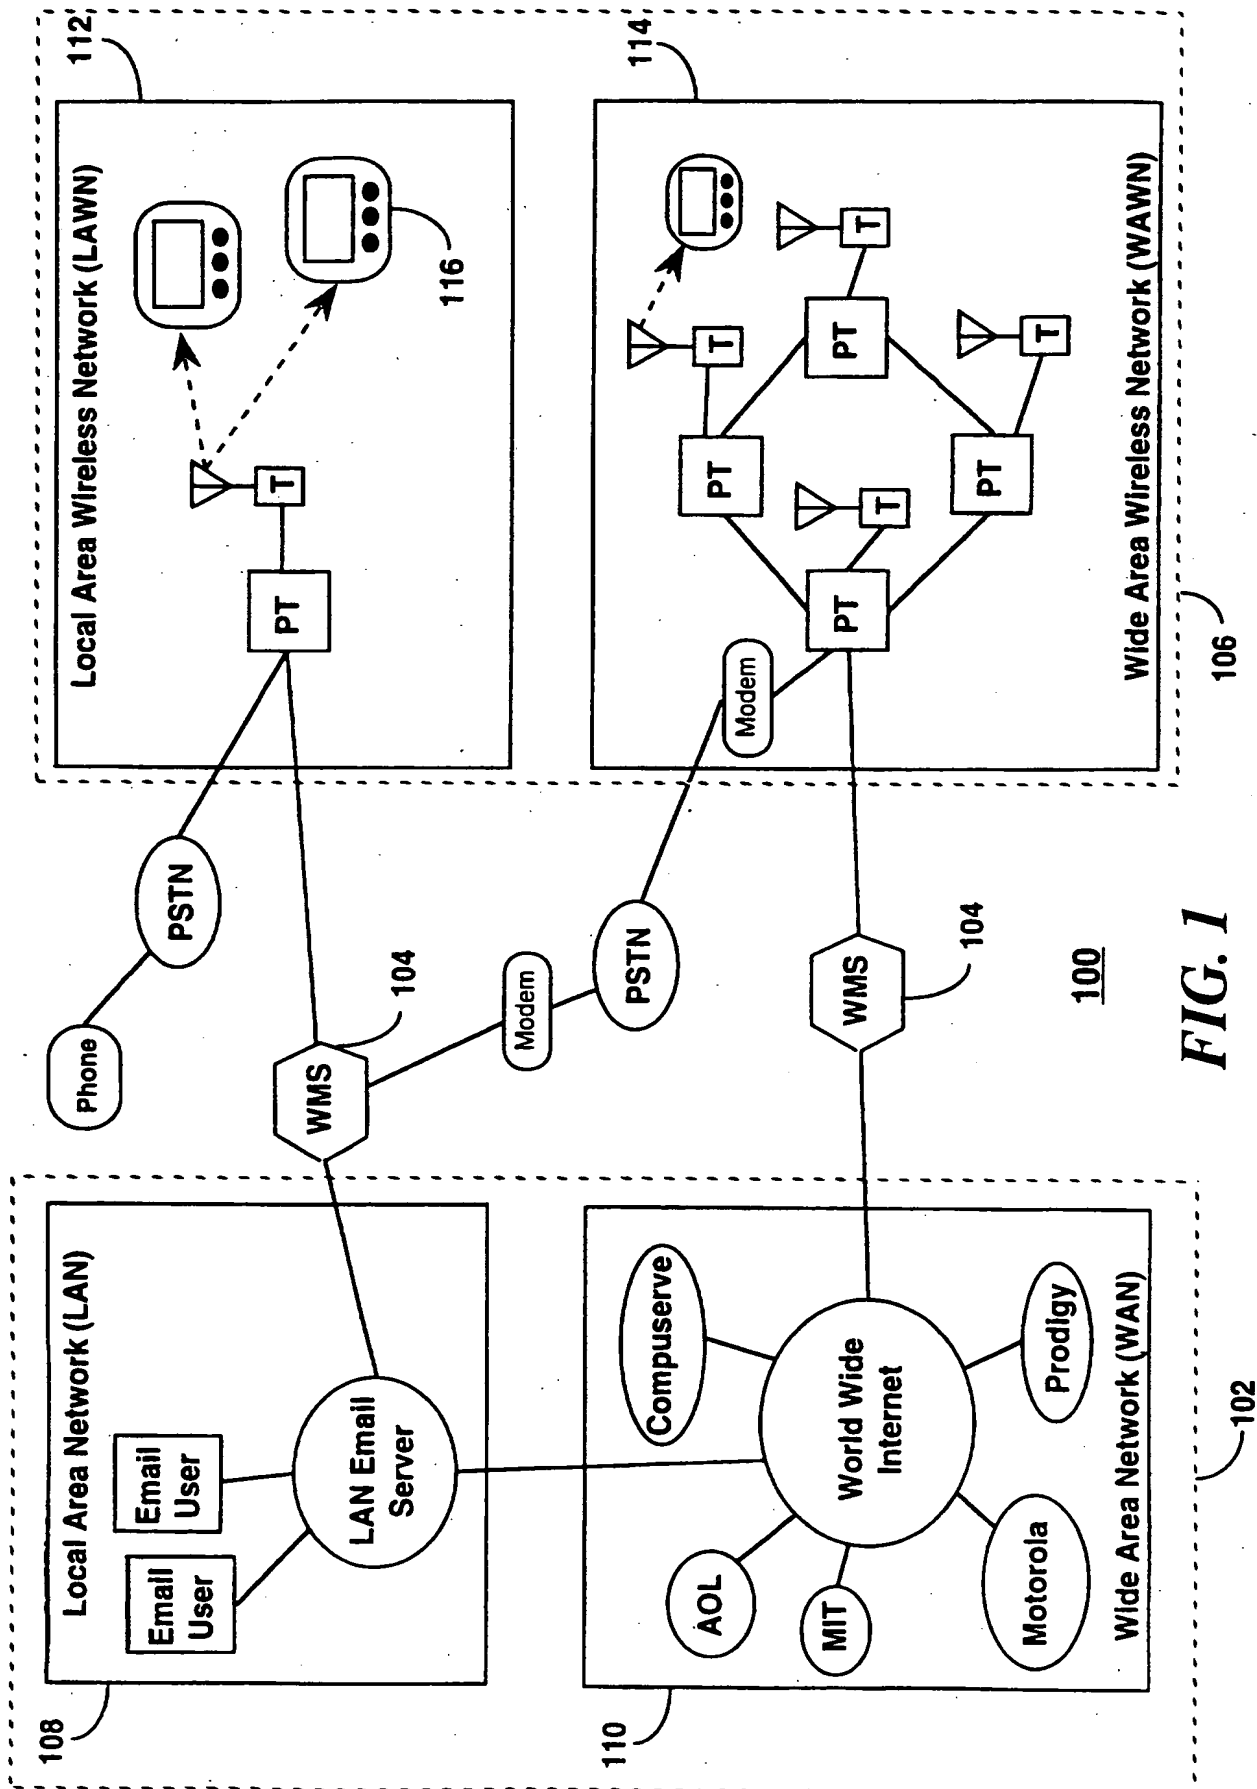 Local Area Network (LAN)
108
Email
User
Email
User
LAN Email
Server
110
AOL
MIT
Motorola
Compuserve
World Wide
Internet
Prodigy
Wide Area Network (WAN)
102
Phone
PSTN
WMS
104
Modem
PSTN
WMS
104
Local Area Wireless Network (LAWN)
112
PT
T
116
114
Modem
PT
T
PT
T
PT
T
PT
T
Wide Area Wireless Network (WAWN)
106
100
FIG. 1